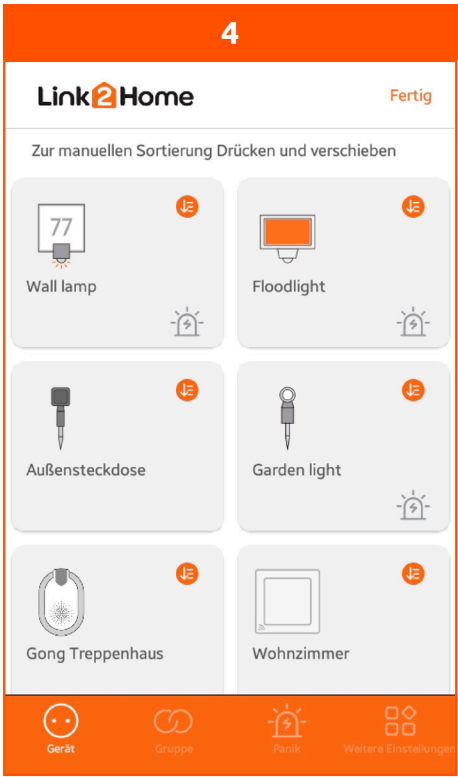 4
Link2Home
Fertig
Zur manuellen Sortierung Drücken und verschieben
77
Wall lamp
Floodlight
Außensteckdose
Garden light
Gong Treppenhaus
Wohnzimmer
Gerät
Gruppe
Panik
Weitere Einstellungen